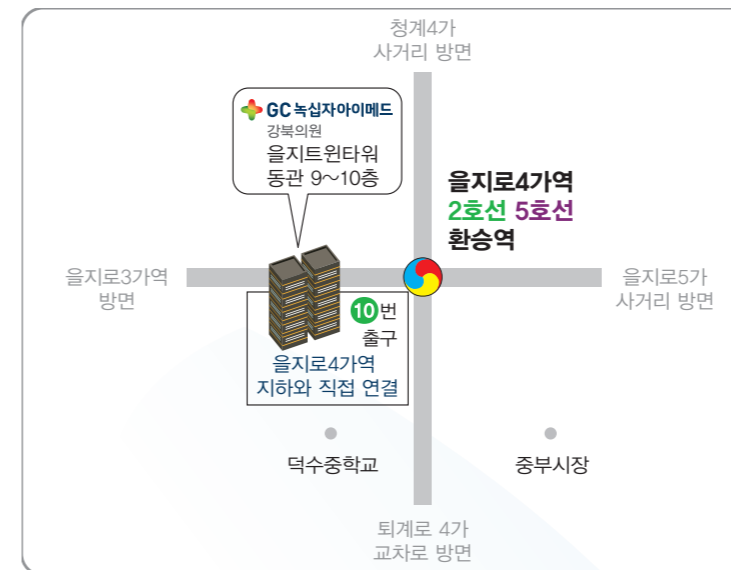 청계4가
사거리 방면
GC 녹십자아이메드
강북의원
을지트윈타워
동관 9~10층
을지로4가역
2호선 5호선
환승역
을지로3가역
방면
을지로5가
사거리 방면
10번
출구
을지로4가역
지하와 직접 연결
덕수중학교
중부시장
퇴계로 4가
교차로 방면